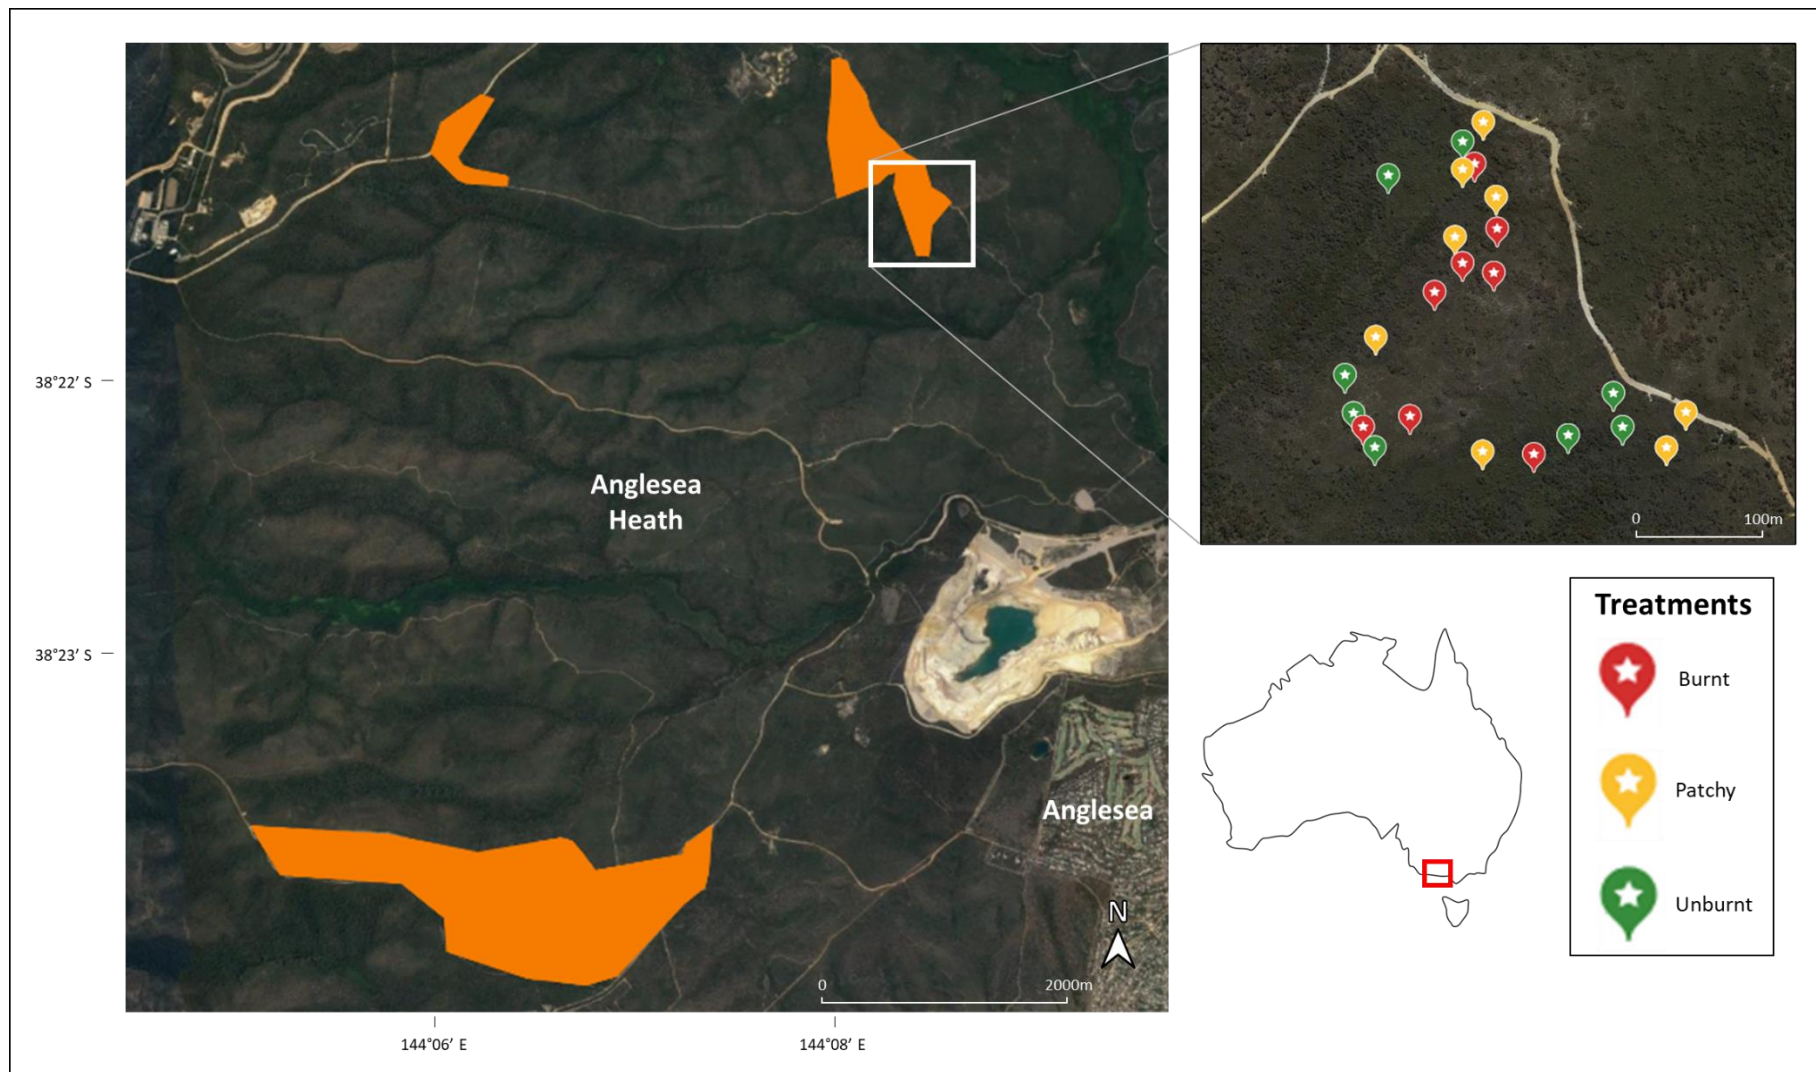 38°22′ S
38°23′ S
144°06′ E
144°08′ E
Anglesea
Heath
Anglesea
N
0
2000m
0
100m
Treatments
Burnt
Patchy
Unburnt